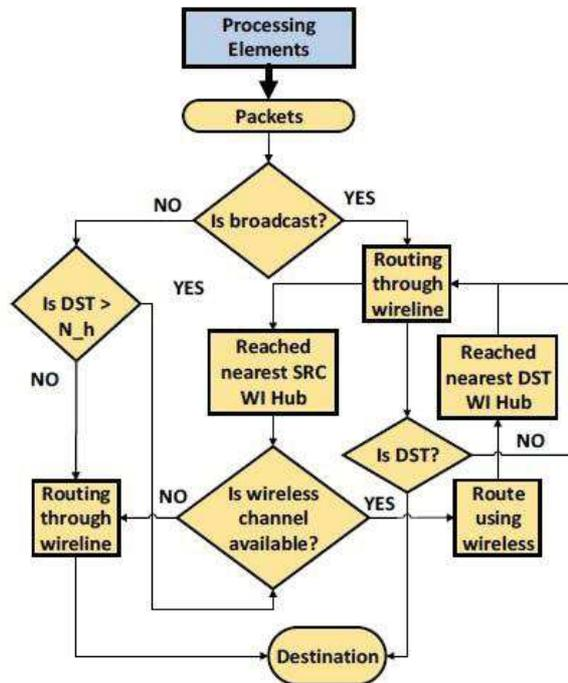 Processing
Elements
Packets
NO
YES
Is broadcast?
Routing
through
wireline
Is DST >
N_h
YES
Reached
nearest SRC
WI Hub
Reached
nearest DST
WI Hub
NO
Is DST?
NO
Routing
through
wireline
NO
Is wireless
channel
available?
YES
Route
using
wireless
Destination